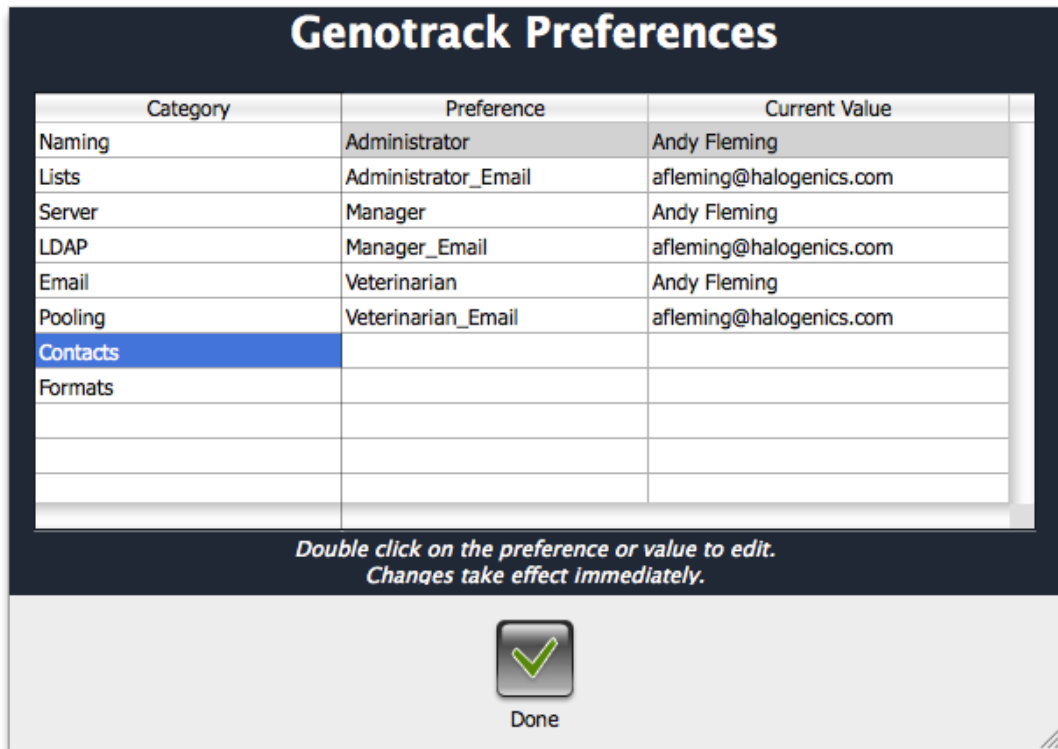 Genotrack Preferences
Category Preference Current Value
Naming Administrator Andy Fleming
Lists Administrator_Email afleming@halogenics.com
Server Manager Andy Fleming
LDAP Manager_Email afleming@halogenics.com
Email Veterinarian Andy Fleming
Pooling Veterinarian_Email afleming@halogenics.com
Contacts
Formats
Double click on the preference or value to edit.
Changes take effect immediately.
Done